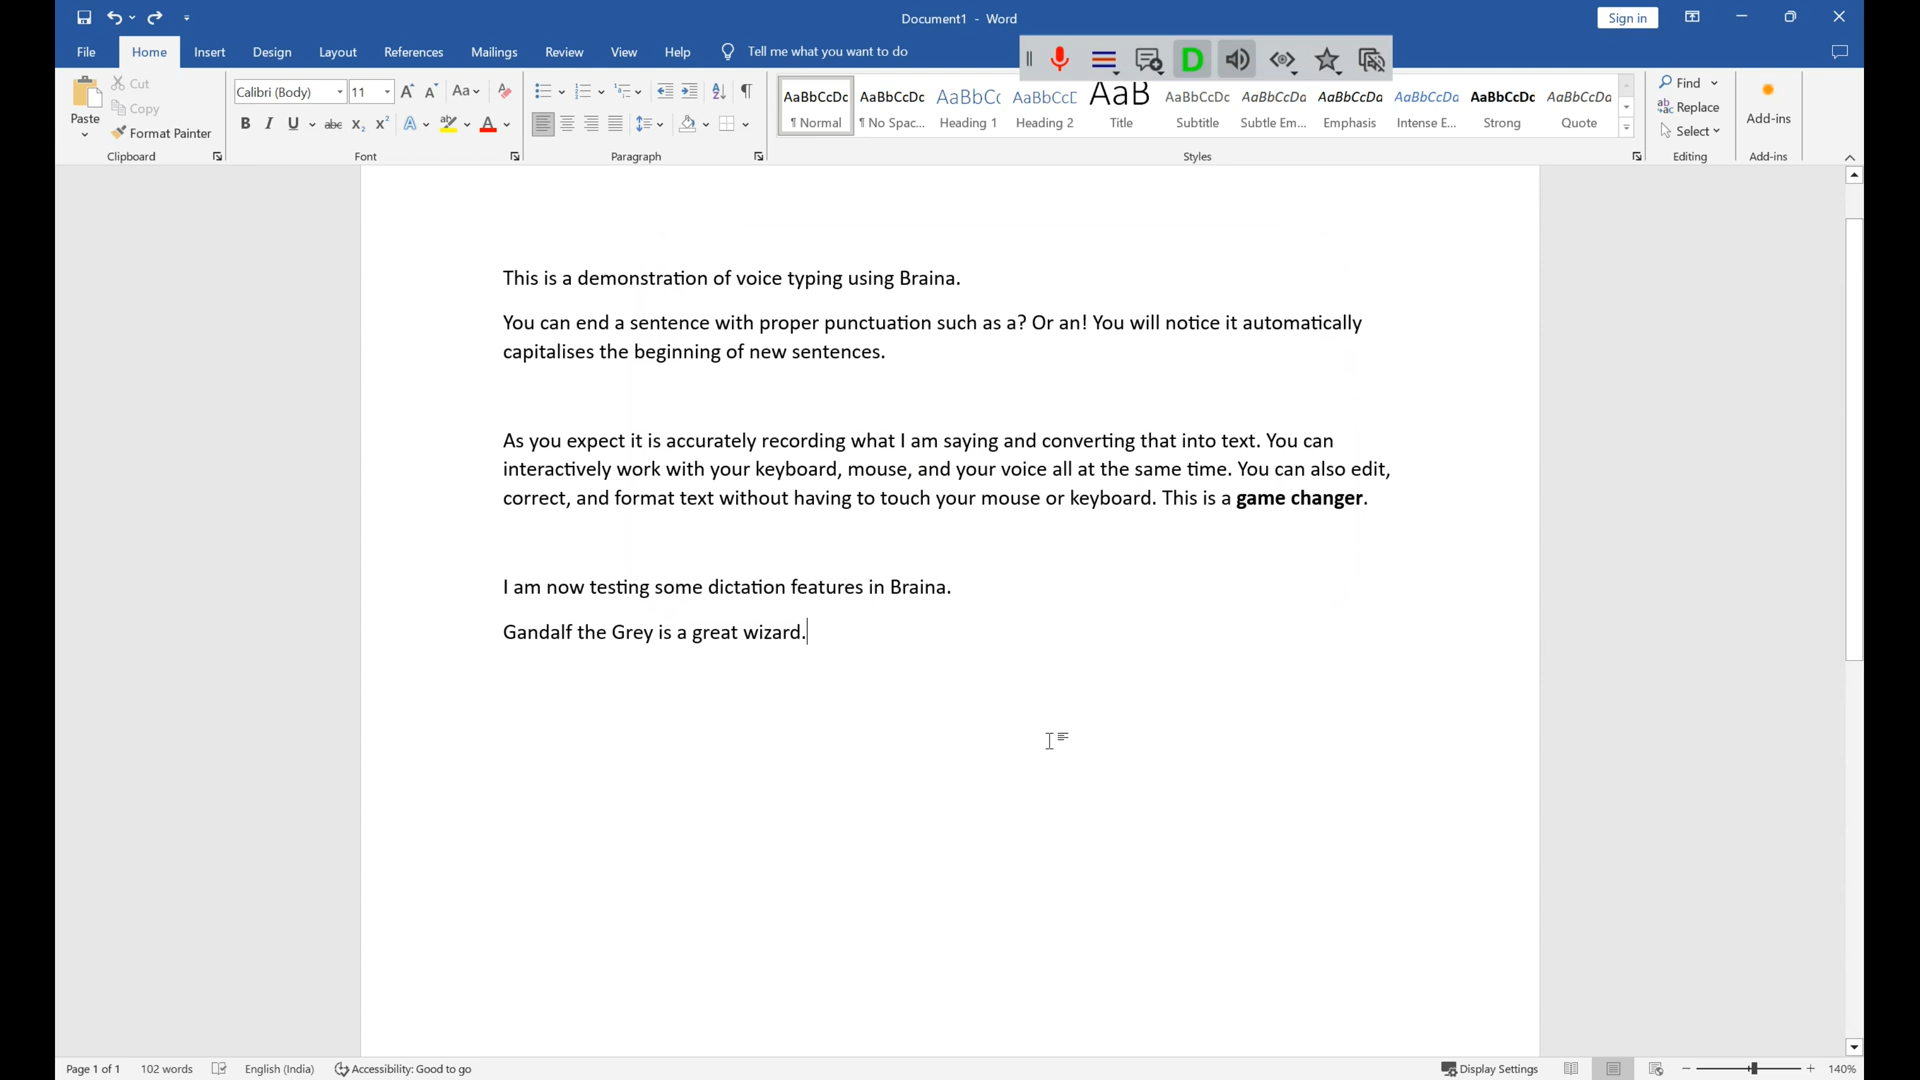 Document1 - Word
Sign in
File Home Insert Design Layout References Mailings Review View Help Tell me what you want to do
Paste
Cut
Copy
Format Painter
Clipboard
Calibri (Body) 11
Font
Paragraph
AaBbCcDc AaBbCcDc AaBbCc AaBbCcD AaB AaBbCcD AaBbCcDa AaBbCcDa AaBbCcDa AaBbCcDc AaBbCcDa
¶ Normal ¶ No Spac... Heading 1 Heading 2 Title Subtitle Subtle Em... Emphasis Intense E... Strong Quote
Styles
Find
Replace
Select
Editing
Add-ins
Add-ins
This is a demonstration of voice typing using Braina.
You can end a sentence with proper punctuation such as a? Or an! You will notice it automatically
capitalises the beginning of new sentences.
As you expect it is accurately recording what I am saying and converting that into text. You can
interactively work with your keyboard, mouse, and your voice all at the same time. You can also edit,
correct, and format text without having to touch your mouse or keyboard. This is a game changer.
I am now testing some dictation features in Braina.
Gandalf the Grey is a great wizard.
Page 1 of 1 102 words English (India) Accessibility: Good to go Display Settings 140%